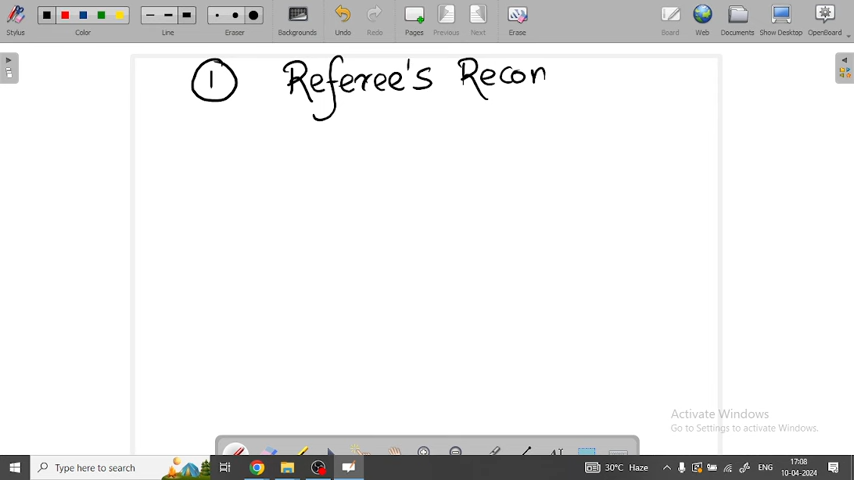 Stylus
Color
Line
Eraser
Backgrounds
Undo
Redo
Pages
Previous
Next
Erase
Board
Web
Documents
Show Desktop
OpenBoard
1 Referee's Recon
Activate Windows
Go to Settings to activate Windows.
Type here to search
30°C Haze
ENG
17:08
10-04-2024